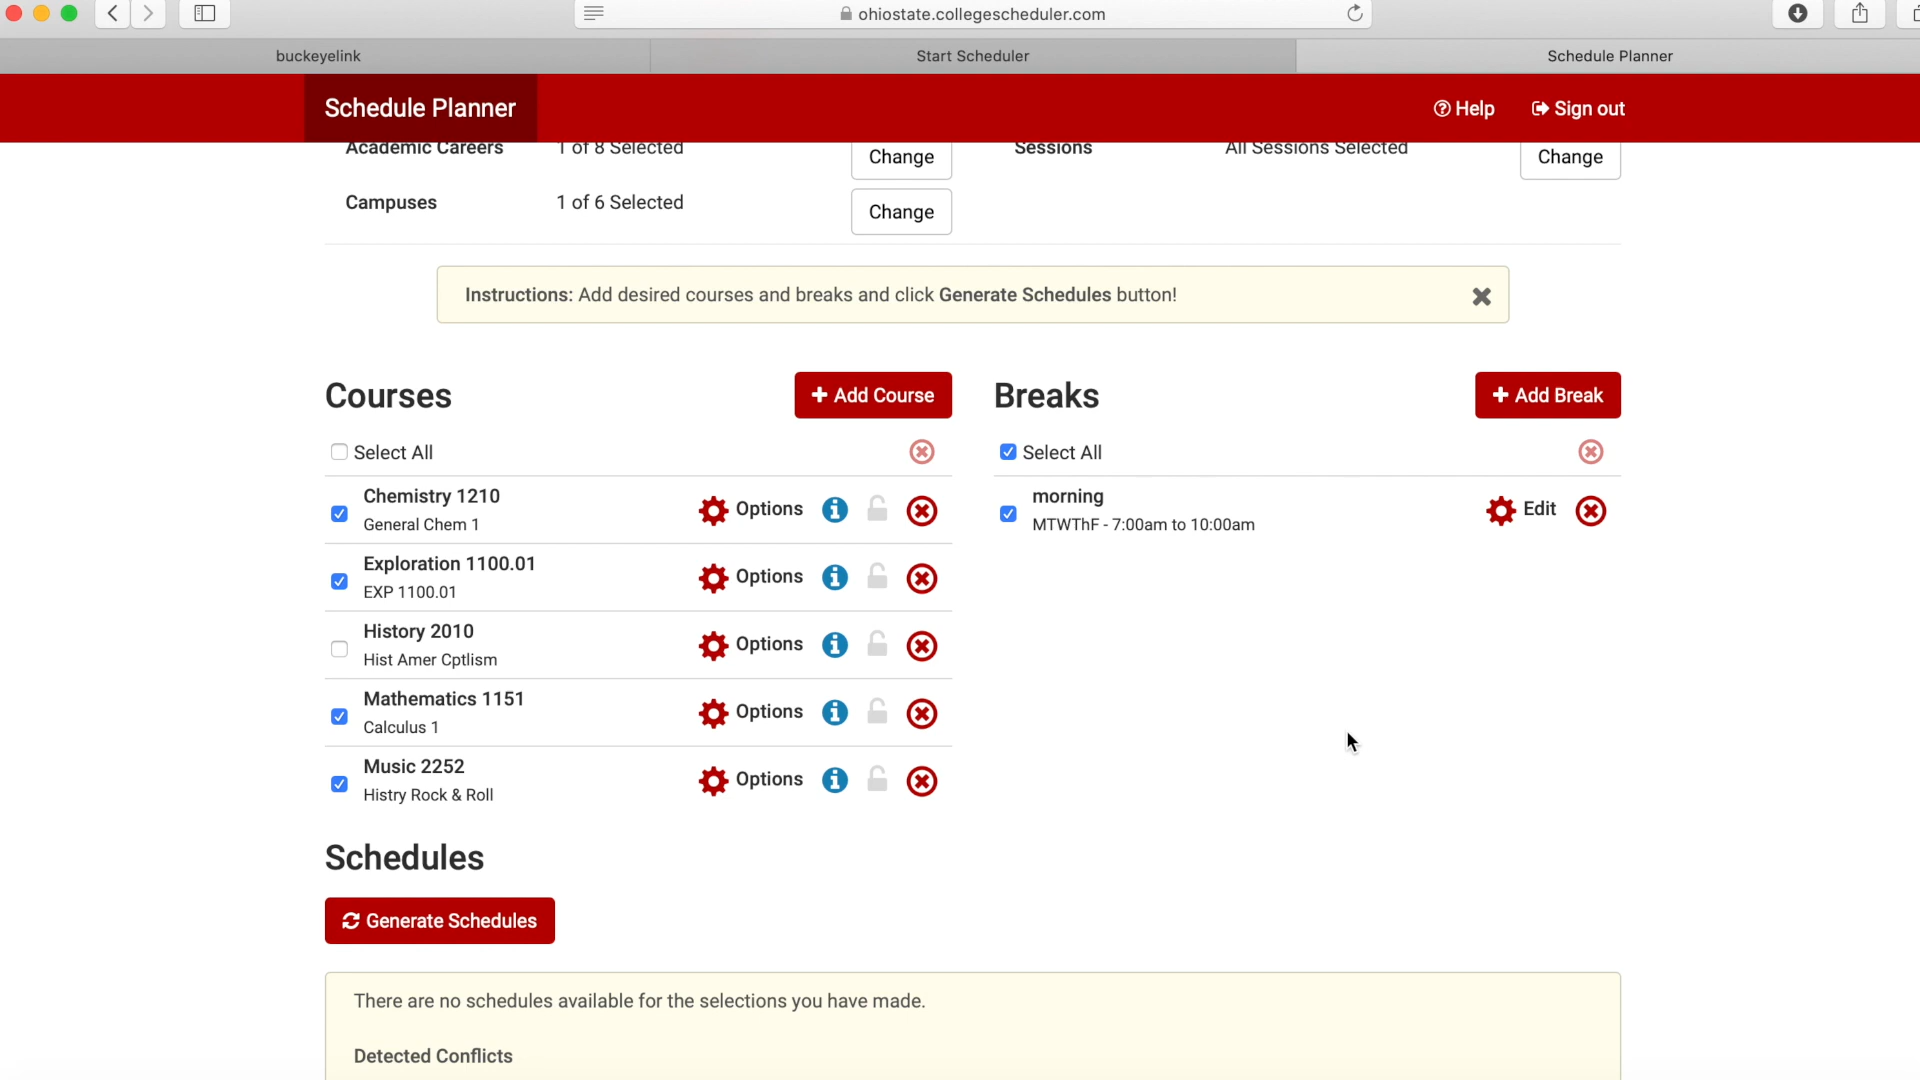 ohiostate.collegescheduler.com
buckeyelink
Start Scheduler
Schedule Planner
Schedule Planner
Help
Sign out
Academic Careers
1 of 8 Selected
Change
Sessions
All Sessions Selected
Change
Campuses
1 of 6 Selected
Change
Instructions: Add desired courses and breaks and click Generate Schedules button!
Courses
+ Add Course
Select All
Chemistry 1210
General Chem 1
Options
Exploration 1100.01
EXP 1100.01
Options
History 2010
Hist Amer Cptlism
Options
Mathematics 1151
Calculus 1
Options
Music 2252
Histry Rock & Roll
Options
Breaks
+ Add Break
Select All
morning
MTWThF - 7:00am to 10:00am
Edit
Schedules
Generate Schedules
There are no schedules available for the selections you have made.
Detected Conflicts